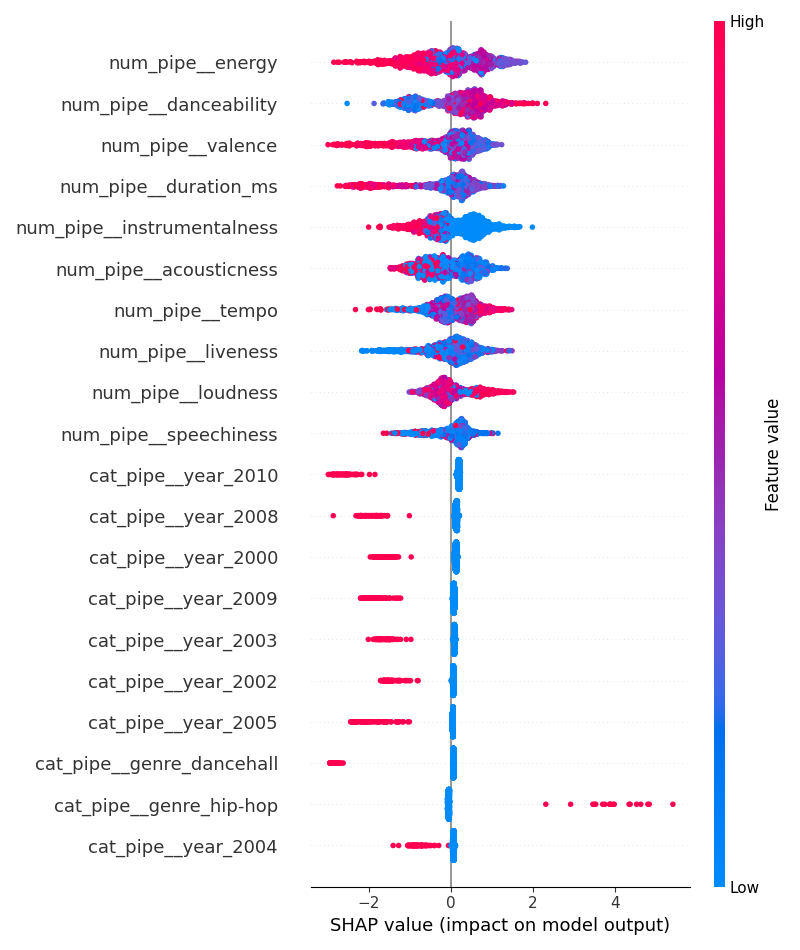 High
num_pipe__energy
num_pipe__danceability
num_pipe__valence
num_pipe__duration_ms
num_pipe__instrumentalness
num_pipe__acousticness
num_pipe__tempo
num_pipe__liveness
num_pipe__loudness
num_pipe__speechiness
cat_pipe__year_2010
cat_pipe__year_2008
cat_pipe__year_2000
cat_pipe__year_2009
cat_pipe__year_2003
cat_pipe__year_2002
cat_pipe__year_2005
cat_pipe__genre_dancehall
cat_pipe__genre_hip-hop
cat_pipe__year_2004
Feature value
Low
−2 0 2 4
SHAP value (impact on model output)